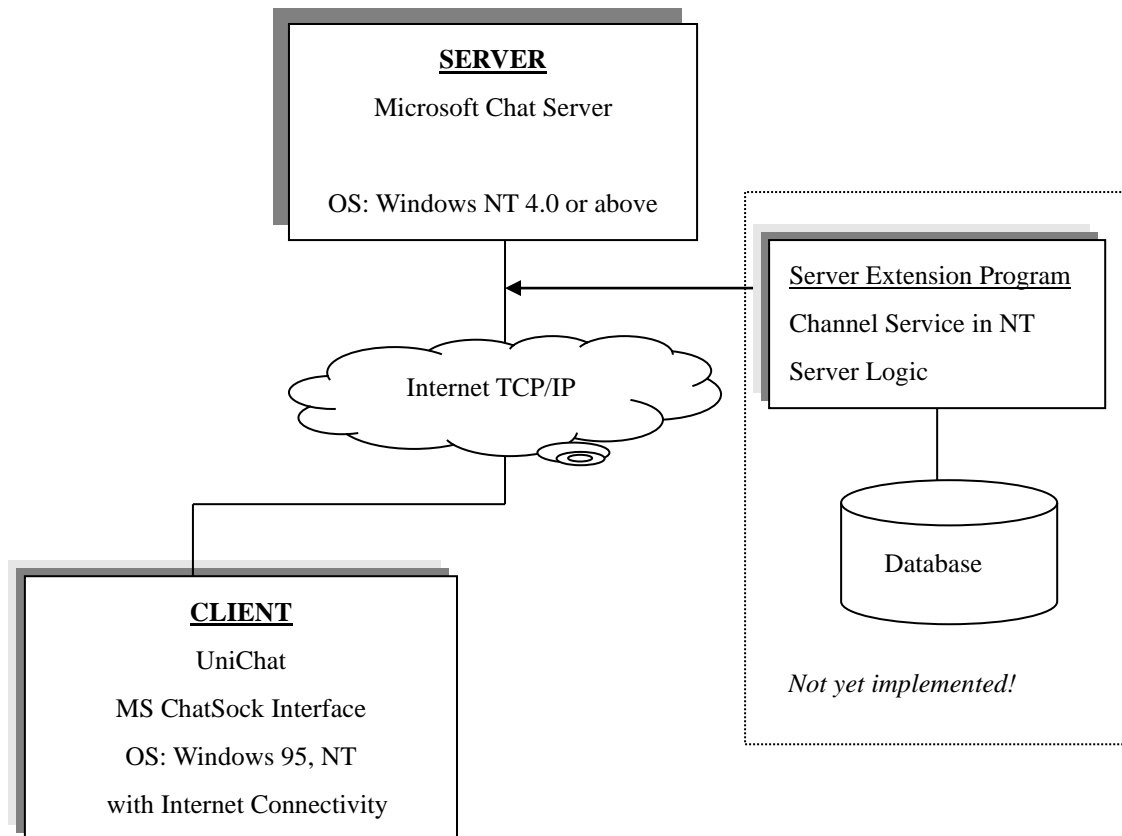 SERVER
Microsoft Chat Server
OS: Windows NT 4.0 or above
Server Extension Program
Channel Service in NT
Server Logic
Internet TCP/IP
Database
Not yet implemented!
CLIENT
UniChat
MS ChatSock Interface
OS: Windows 95, NT
with Internet Connectivity